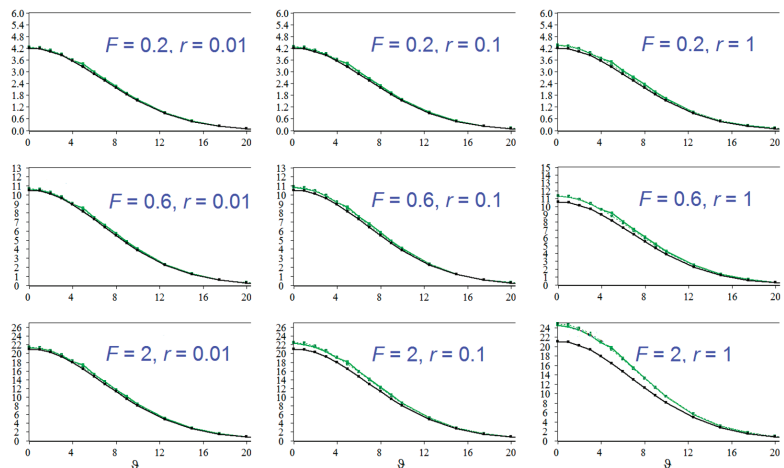 6.0 5.4 4.8 4.2 3.6 3.0 2.4 1.8 1.2 0.6 0.0
F = 0.2, r = 0.01
0 4 8 12 16 20
6.0 5.4 4.8 4.2 3.6 3.0 2.4 1.8 1.2 0.6 0.0
F = 0.2, r = 0.1
0 4 8 12 16 20
6.0 5.4 4.8 4.2 3.6 3.0 2.4 1.8 1.2 0.6 0.0
F = 0.2, r = 1
0 4 8 12 16 20
13 11 10 9 8 7 6 5 4 3 2 1 0
F = 0.6, r = 0.01
0 4 8 12 16 20
13 11 10 9 8 7 6 5 4 3 2 1 0
F = 0.6, r = 0.1
0 4 8 12 16 20
15 13 12 11 10 9 8 7 6 5 4 3 2 1 0
F = 0.6, r = 1
0 4 8 12 16 20
26 24 22 20 18 16 14 12 10 8 6 4 2 0
F = 2, r = 0.01
0 4 8 12 16 20
ϑ
26 24 22 20 18 16 14 12 10 8 6 4 2 0
F = 2, r = 0.1
0 4 8 12 16 20
ϑ
24 22 20 18 16 14 12 10 8 6 4 2 0
F = 2, r = 1
0 4 8 12 16 20
ϑ